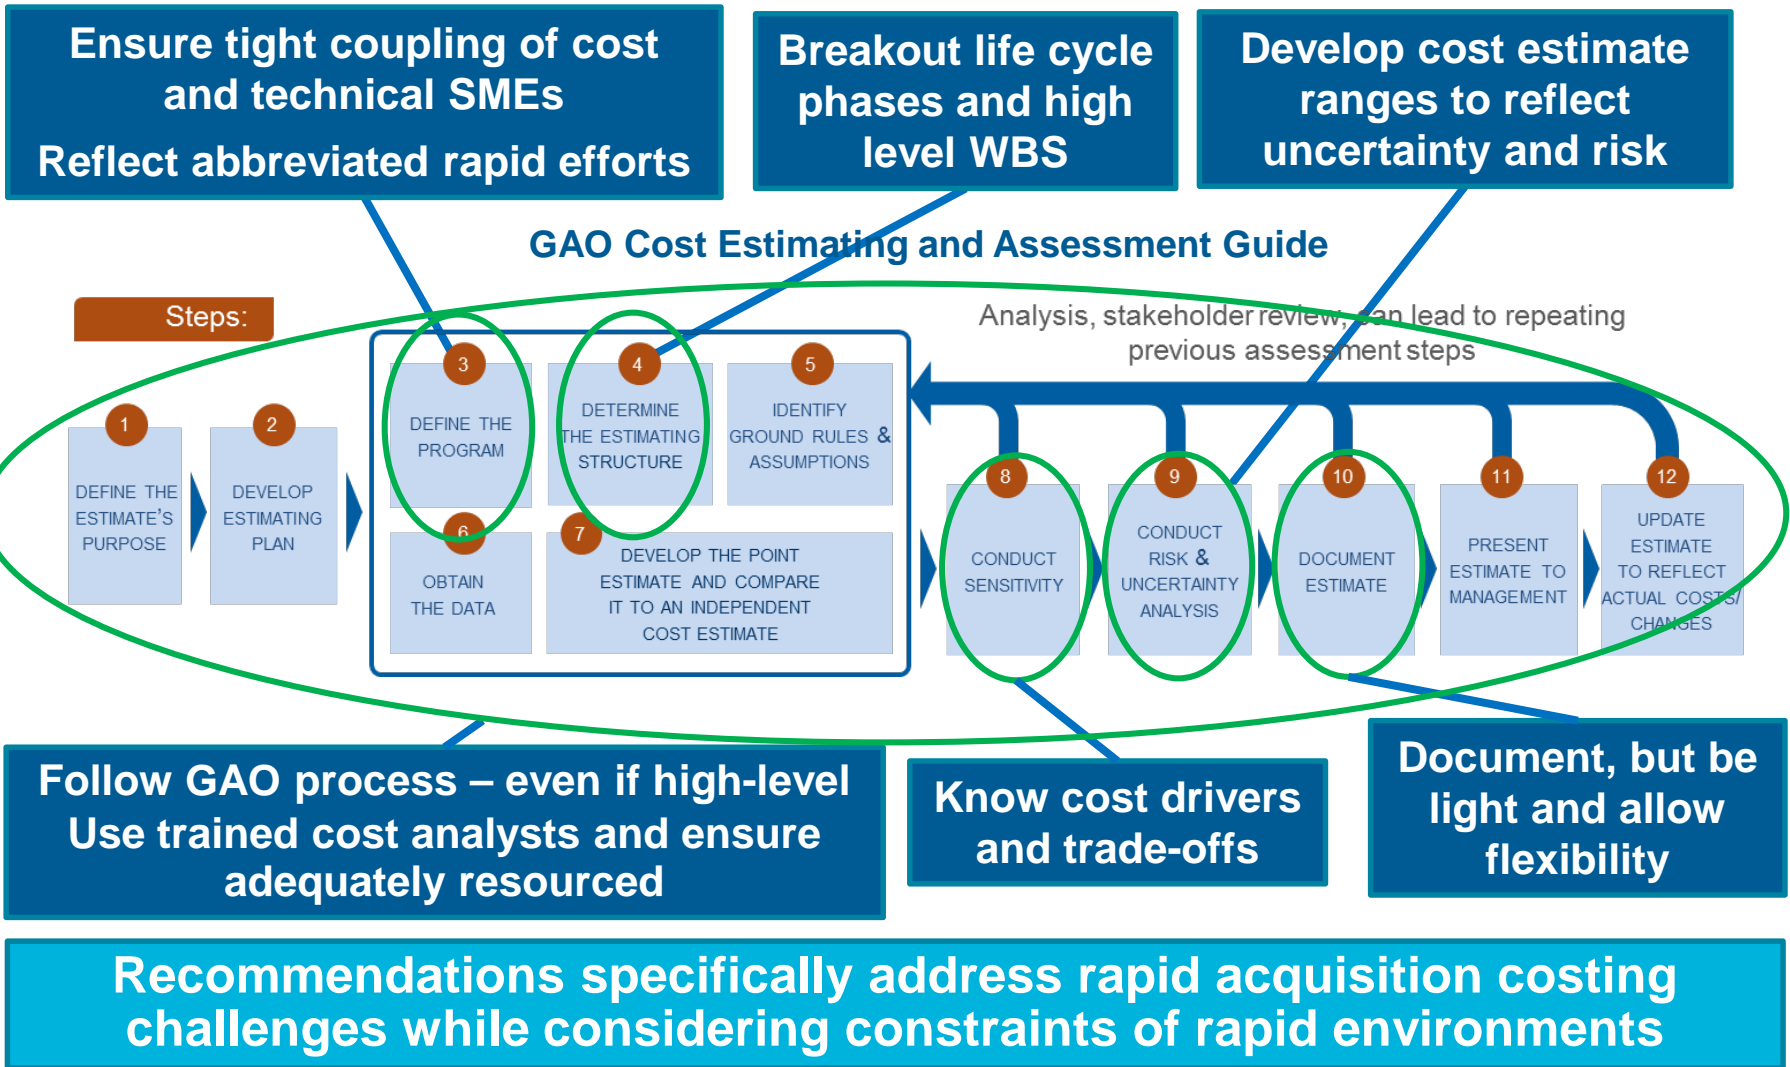 Ensure tight coupling of cost
and technical SMEs
Reflect abbreviated rapid efforts
Breakout life cycle
phases and high
level WBS
Develop cost estimate
ranges to reflect
uncertainty and risk
GAO Cost Estimating and Assessment Guide
Steps:
Analysis, stakeholder review, can lead to repeating
previous assessment steps
1
DEFINE THE
ESTIMATE'S
PURPOSE
2
DEVELOP
ESTIMATING
PLAN
3
DEFINE THE
PROGRAM
4
DETERMINE
THE ESTIMATING
STRUCTURE
5
IDENTIFY
GROUND RULES &
ASSUMPTIONS
6
OBTAIN
THE DATA
7
DEVELOP THE POINT
ESTIMATE AND COMPARE
IT TO AN INDEPENDENT
COST ESTIMATE
8
CONDUCT
SENSITIVITY
9
CONDUCT
RISK &
UNCERTAINTY
ANALYSIS
10
DOCUMENT
ESTIMATE
11
PRESENT
ESTIMATE TO
MANAGEMENT
12
UPDATE
ESTIMATE
TO REFLECT
ACTUAL COSTS/
CHANGES
Follow GAO process – even if high-level
Use trained cost analysts and ensure
adequately resourced
Know cost drivers
and trade-offs
Document, but be
light and allow
flexibility
Recommendations specifically address rapid acquisition costing
challenges while considering constraints of rapid environments